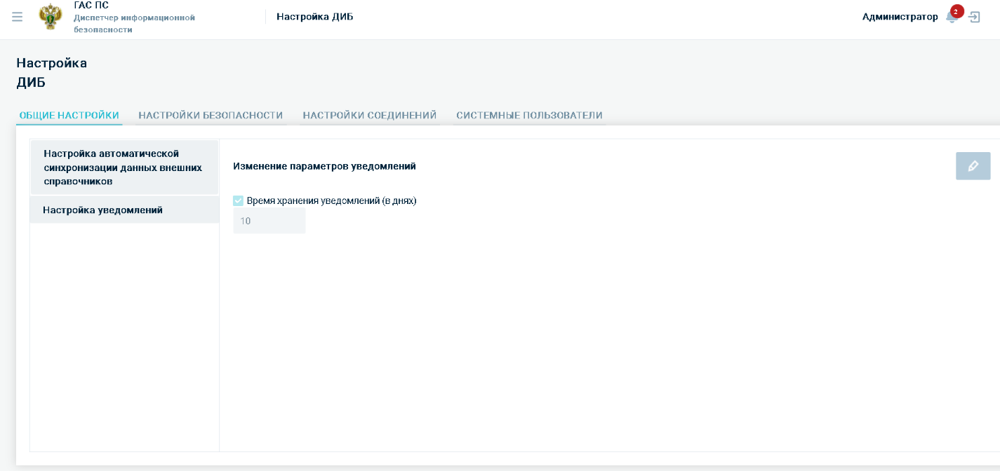 ГАС ПС
Диспетчер информационной
безопасности
Настройка ДИБ
Администратор
2
Настройка
ДИБ
ОБЩИЕ НАСТРОЙКИ НАСТРОЙКИ БЕЗОПАСНОСТИ НАСТРОЙКИ СОЕДИНЕНИЙ СИСТЕМНЫЕ ПОЛЬЗОВАТЕЛИ
Настройка автоматической
синхронизации данных внешних
справочников
Настройка уведомлений
Изменение параметров уведомлений
Время хранения уведомлений (в днях)
10